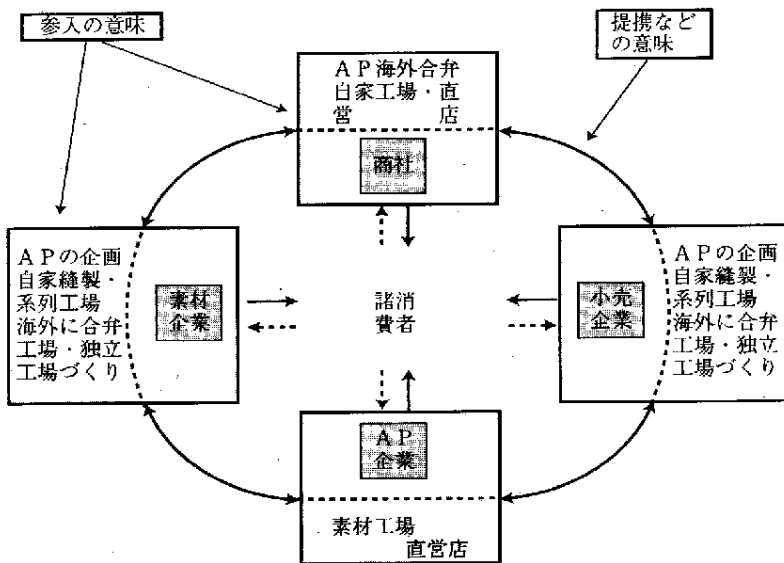 参入の意味
提携など
の意味
ＡＰ海外合弁
自家工場・直
営　　　　店
商社
ＡＰの企画
自家縫製・
系列工場
海外に合弁
工場・独立
工場づくり
素材
企業
諸消
費者
小売
企業
ＡＰの企画
自家縫製・
系列工場
海外に合弁
工場・独立
工場づくり
ＡＰ
企業
素材工場
直営店